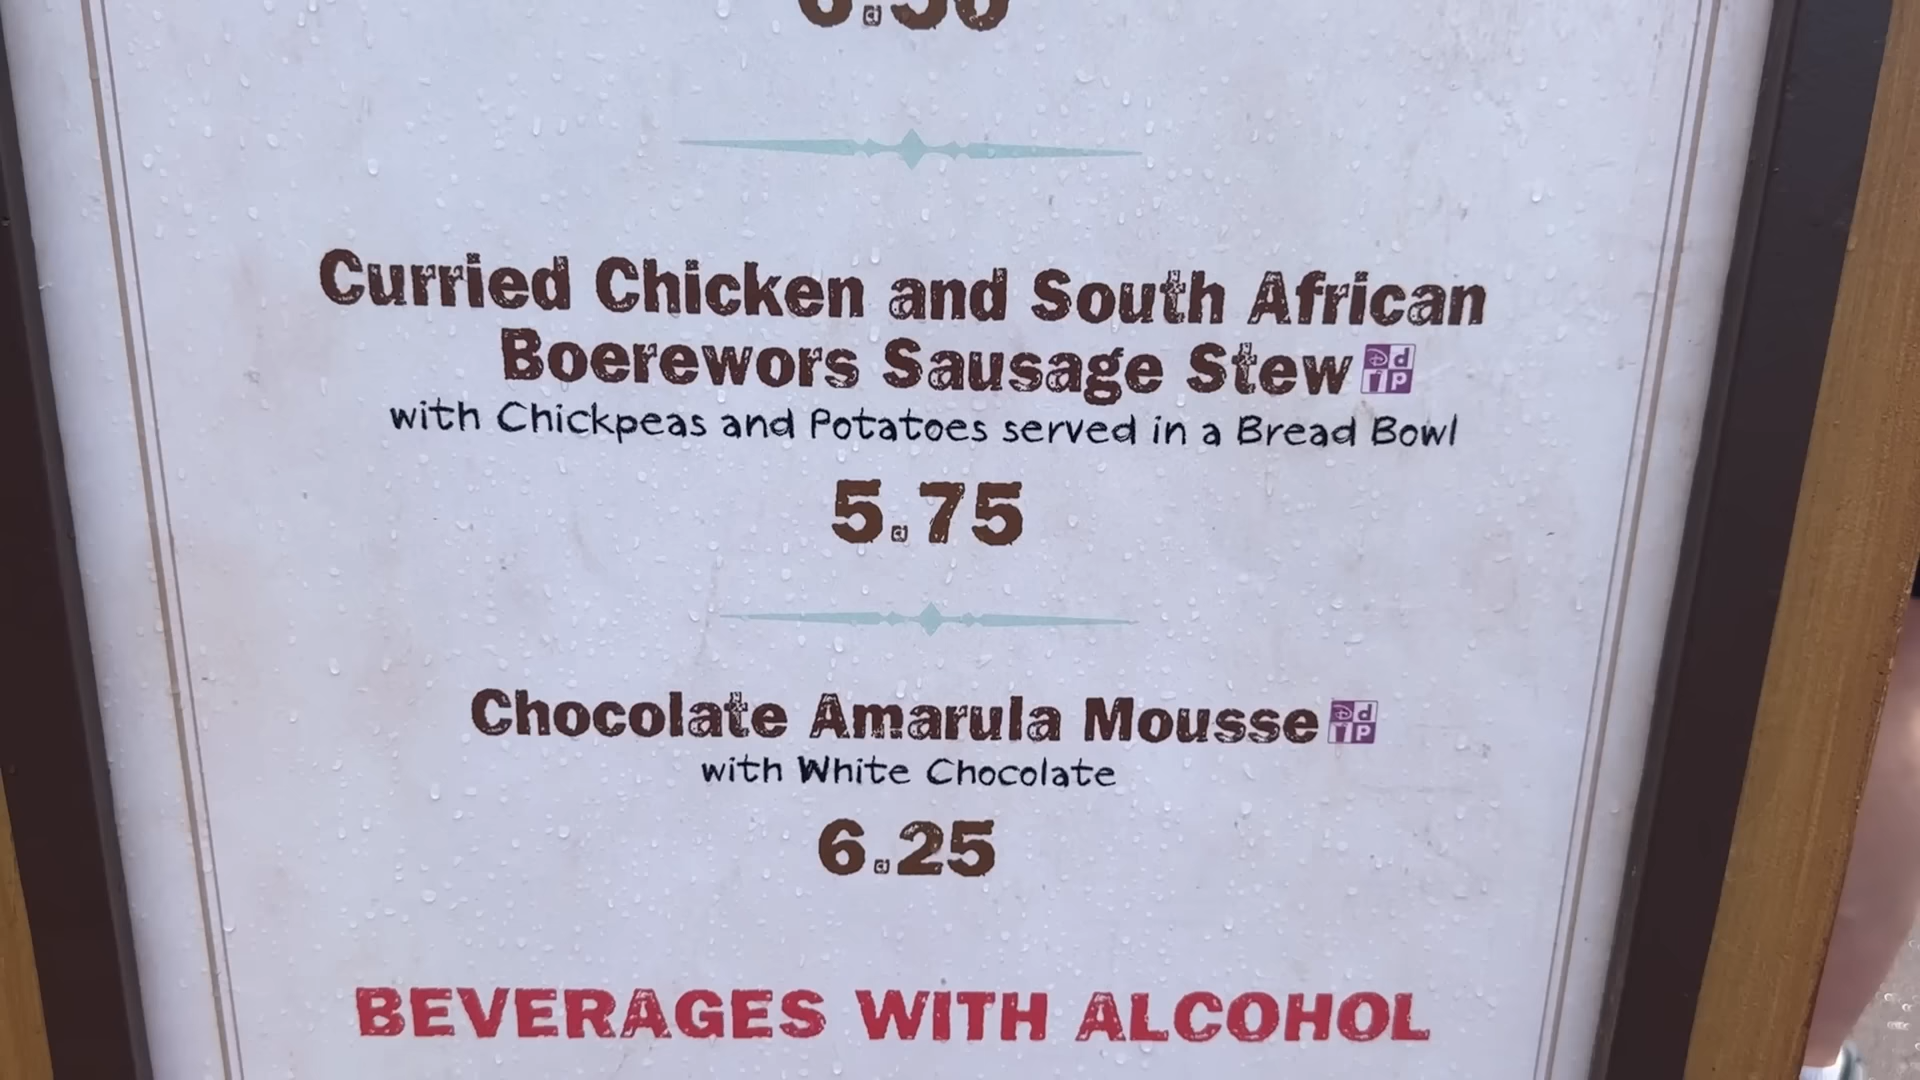 Curried Chicken and South African
Boerewors Sausage Stew
with Chickpeas and Potatoes served in a Bread Bowl
5.75
Chocolate Amarula Mousse
with White Chocolate
6.25
BEVERAGES WITH ALCOHOL